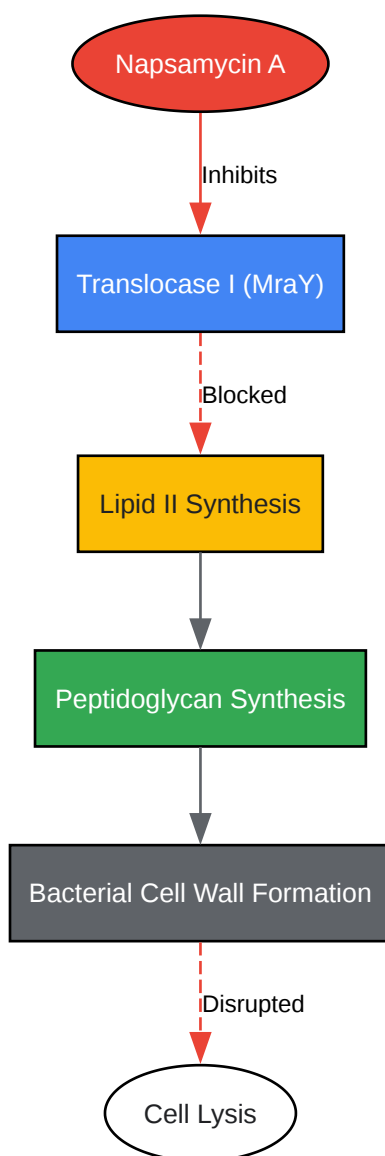 Napsamycin A
Inhibits
Translocase I (MraY)
Blocked
Lipid II Synthesis
Peptidoglycan Synthesis
Bacterial Cell Wall Formation
Disrupted
Cell Lysis